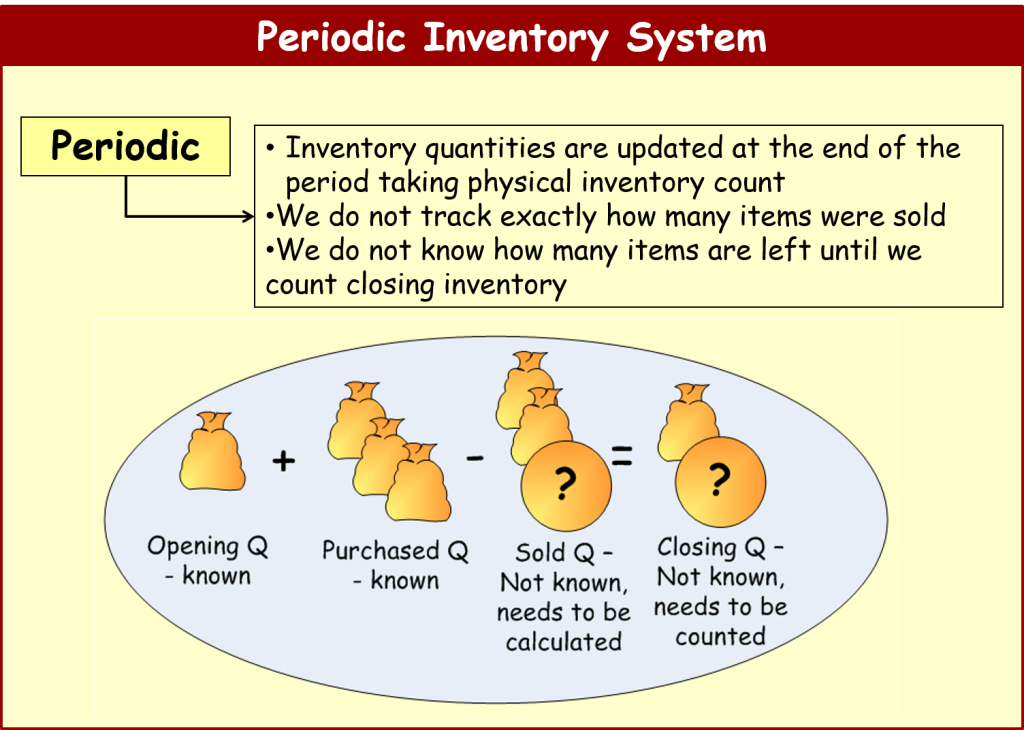 Periodic Inventory System
Periodic
• Inventory quantities are updated at the end of the
period taking physical inventory count
•We do not track exactly how many items were sold
•We do not know how many items are left until we
count closing inventory
+ - =
? ?
Opening Q
- known
Purchased Q
- known
Sold Q –
Not known,
needs to be
calculated
Closing Q –
Not known,
needs to be
counted